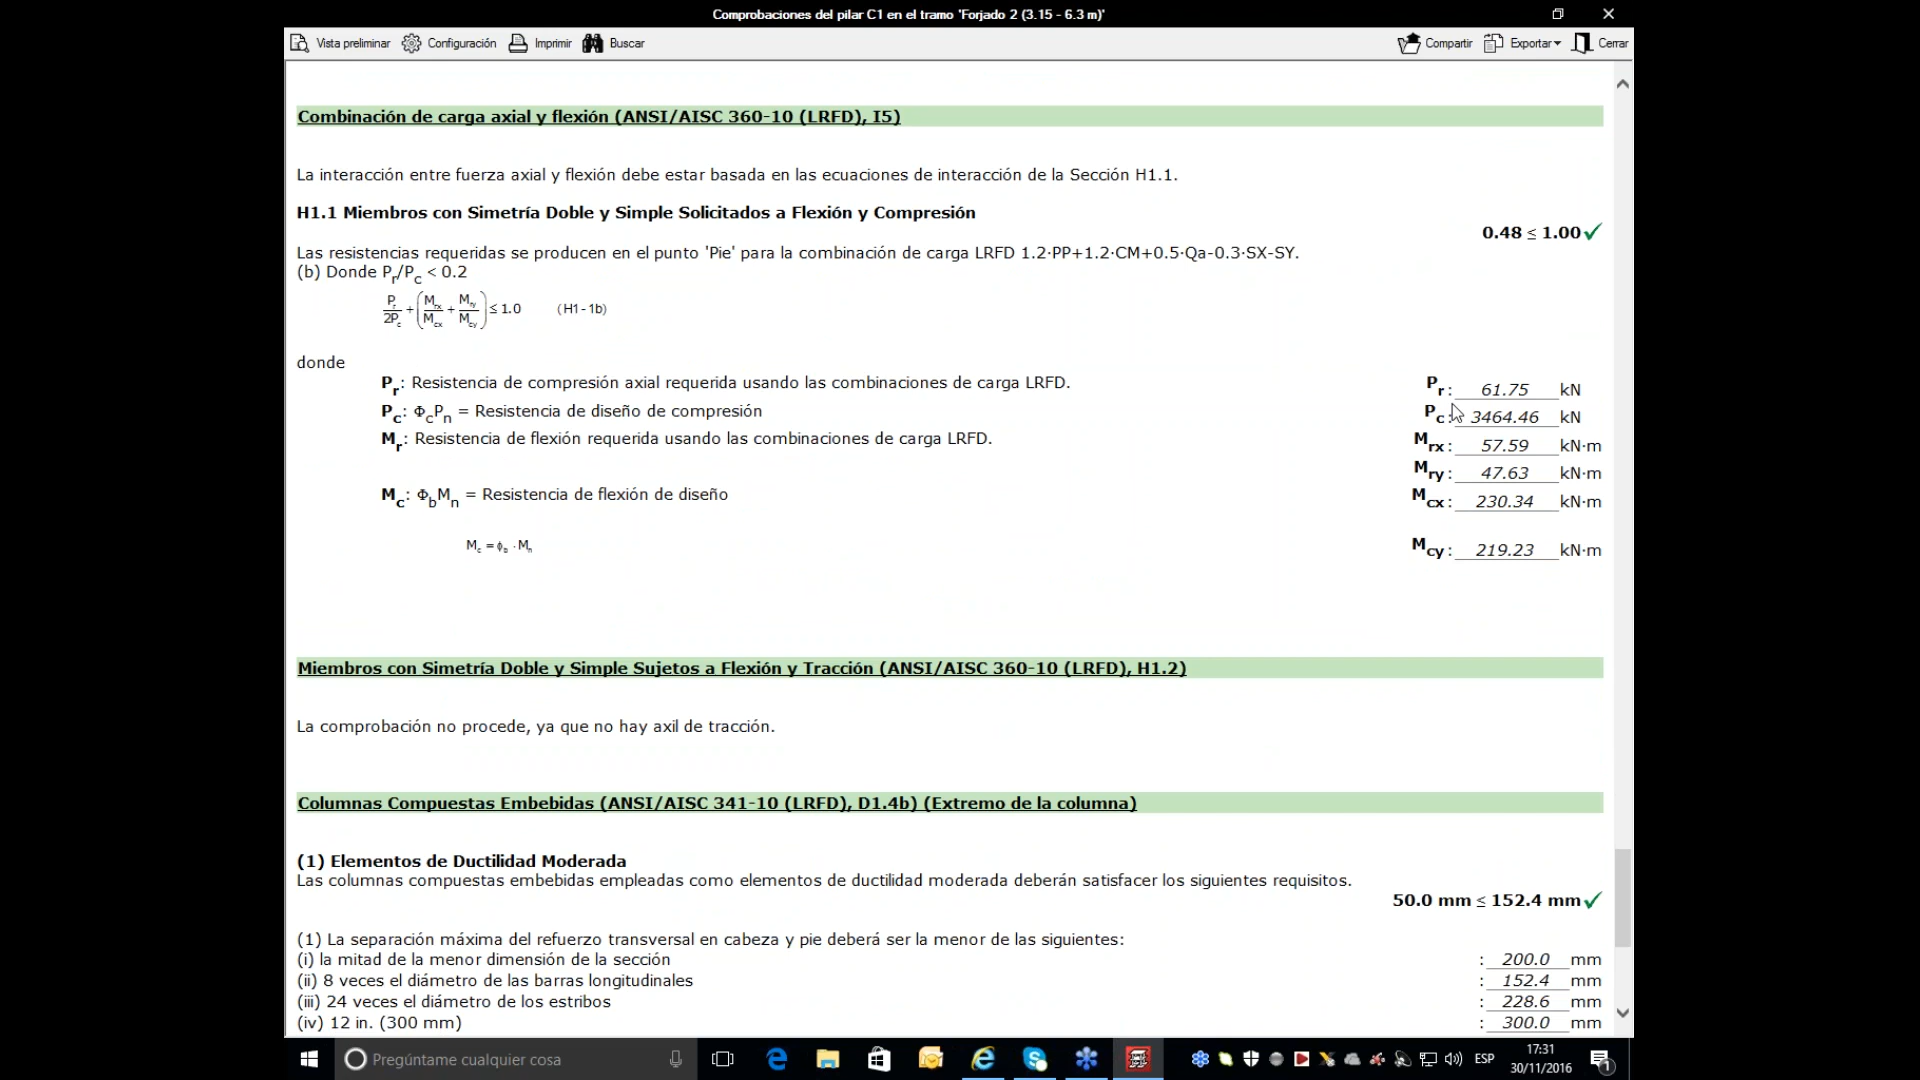 Comprobaciones del pilar C1 en el tramo 'Forjado 2 (3.15 - 6.3 m)'
Vista preliminar Configuración Imprimir Buscar Compartir Exportar Cerrar
Combinación de carga axial y flexión (ANSI/AISC 360-10 (LRFD), I5)
La interacción entre fuerza axial y flexión debe estar basada en las ecuaciones de interacción de la Sección H1.1.
H1.1 Miembros con Simetría Doble y Simple Solicitados a Flexión y Compresión
0.48 ≤ 1.00
Las resistencias requeridas se producen en el punto 'Pie' para la combinación de carga LRFD 1.2·PP+1.2·CM+0.5·Qa-0.3·SX-SY.
(b) Donde Pr/Pc < 0.2
Pr/2Pc + (Mrx/Mcx + Mry/Mcy) ≤ 1.0 (H1-1b)
donde
Pr: Resistencia de compresión axial requerida usando las combinaciones de carga LRFD. Pr: 61.75 kN
Pc: ΦcPn = Resistencia de diseño de compresión Pc: 3464.46 kN
Mr: Resistencia de flexión requerida usando las combinaciones de carga LRFD. Mrx: 57.59 kN·m
Mry: 47.63 kN·m
Mc: ΦbMn = Resistencia de flexión de diseño Mcx: 230.34 kN·m
Mc = ϕb · Mn Mcy: 219.23 kN·m
Miembros con Simetría Doble y Simple Sujetos a Flexión y Tracción (ANSI/AISC 360-10 (LRFD), H1.2)
La comprobación no procede, ya que no hay axil de tracción.
Columnas Compuestas Embebidas (ANSI/AISC 341-10 (LRFD), D1.4b) (Extremo de la columna)
(1) Elementos de Ductilidad Moderada
Las columnas compuestas embebidas empleadas como elementos de ductilidad moderada deberán satisfacer los siguientes requisitos.
50.0 mm ≤ 152.4 mm
(1) La separación máxima del refuerzo transversal en cabeza y pie deberá ser la menor de las siguientes:
(i) la mitad de la menor dimensión de la sección : 200.0 mm
(ii) 8 veces el diámetro de las barras longitudinales : 152.4 mm
(iii) 24 veces el diámetro de los estribos : 228.6 mm
(iv) 12 in. (300 mm) : 300.0 mm
Pregúntame cualquier cosa
ESP
17:31
30/11/2016
1